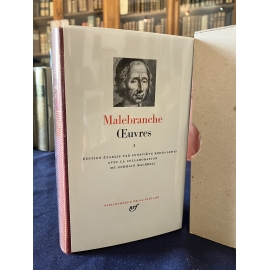 Malebranche
Œuvres
I
ÉDITION ÉTABLIE PAR GENEVIÈVE RODIS-LEWIS
AVEC LA COLLABORATION
DE GERMAIN MALBREIL
BIBLIOTHÈQUE DE LA PLÉIADE
nrf